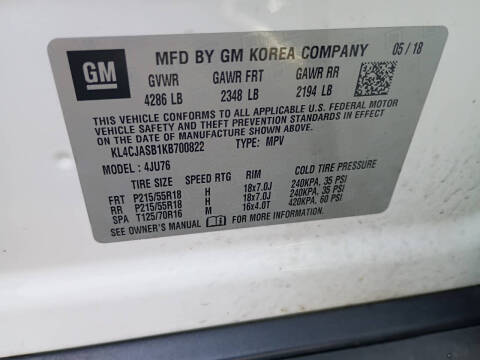 GM
MFD BY GM KOREA COMPANY 05 / 18
GVWR GAWR FRT GAWR RR
4286 LB 2348 LB 2194 LB
THIS VEHICLE CONFORMS TO ALL APPLICABLE U.S. FEDERAL MOTOR
VEHICLE SAFETY AND THEFT PREVENTION STANDARDS IN EFFECT
ON THE DATE OF MANUFACTURE SHOWN ABOVE.
KL4CJASB1KB700822 TYPE: MPV
MODEL : 4JU76
TIRE SIZE SPEED RTG RIM COLD TIRE PRESSURE
FRT P215/55R18 H 18x7.0J 240KPA, 35 PSI
RR P215/55R18 H 18x7.0J 240KPA, 35 PSI
SPA T125/70R16 M 16x4.0T 420KPA, 60 PSI
SEE OWNER'S MANUAL FOR MORE INFORMATION.